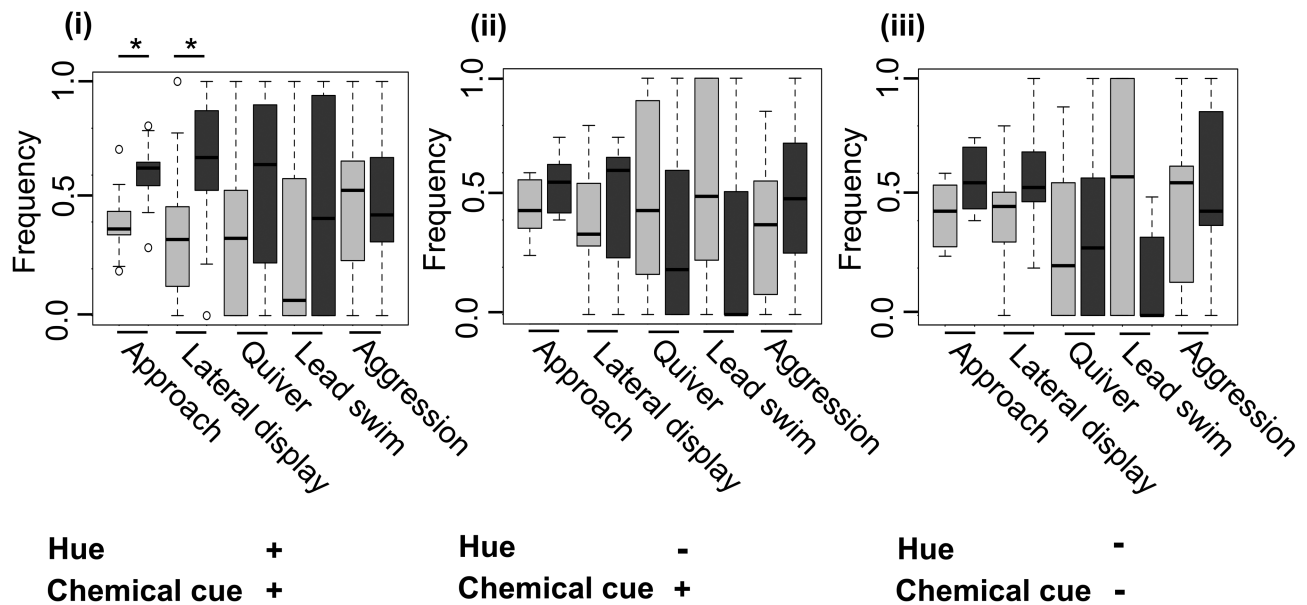 (i)
* *
Frequency
1.0
0.5
0.0
Approach
Lateral display
Quiver
Lead swim
Aggression
Hue +
Chemical cue +
(ii)
Frequency
1.0
0.5
0.0
Approach
Lateral display
Quiver
Lead swim
Aggression
Hue -
Chemical cue +
(iii)
Frequency
1.0
0.5
0.0
Approach
Lateral display
Quiver
Lead swim
Aggression
Hue -
Chemical cue -